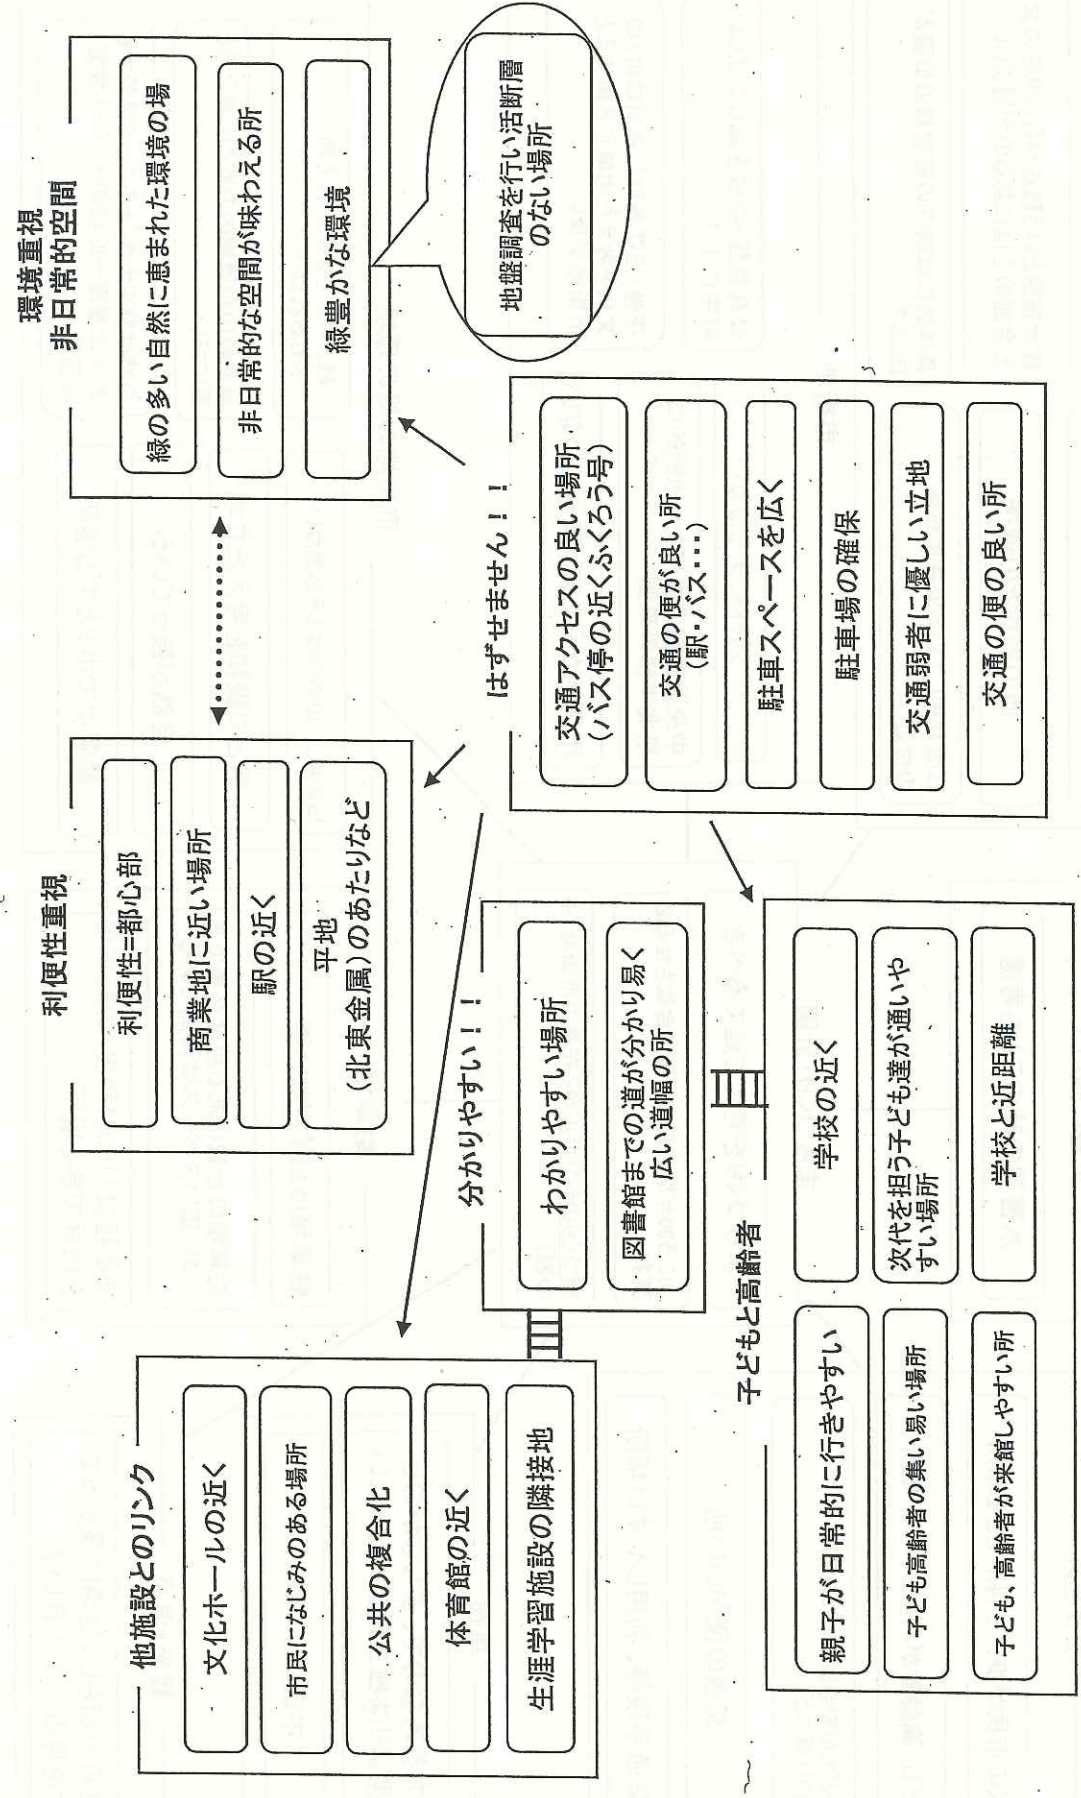 他施設とのリンク
文化ホールの近く
市民になじみのある場所
公共の複合化
体育館の近く
生涯学習施設の隣接地
利便性重視
利便性=都心部
商業地に近い場所
駅の近く
平地
(北東金属)のあたりなど
環境重視
非日常的空間
緑の多い自然に恵まれた環境の場
非日常的な空間が味わえる所
緑豊かな環境
地盤調査を行い活断層
のない場所
分かりやすい!!
わかりやすい場所
図書館までの道が分かり易く
広い道幅の所
はずせません!!
交通アクセスの良い場所
(バス停の近くふくろう号)
交通の便が良い所
(駅・バス・・・)
駐車スペースを広く
駐車場の確保
交通弱者に優しい立地
交通の便の良い所
子どもと高齢者
親子が日常的に行きやすい
子ども高齢者の集い易い場所
子ども、高齢者が来館しやすい所
学校の近く
次代を担う子ども達が通いや
すい場所
学校と近距離